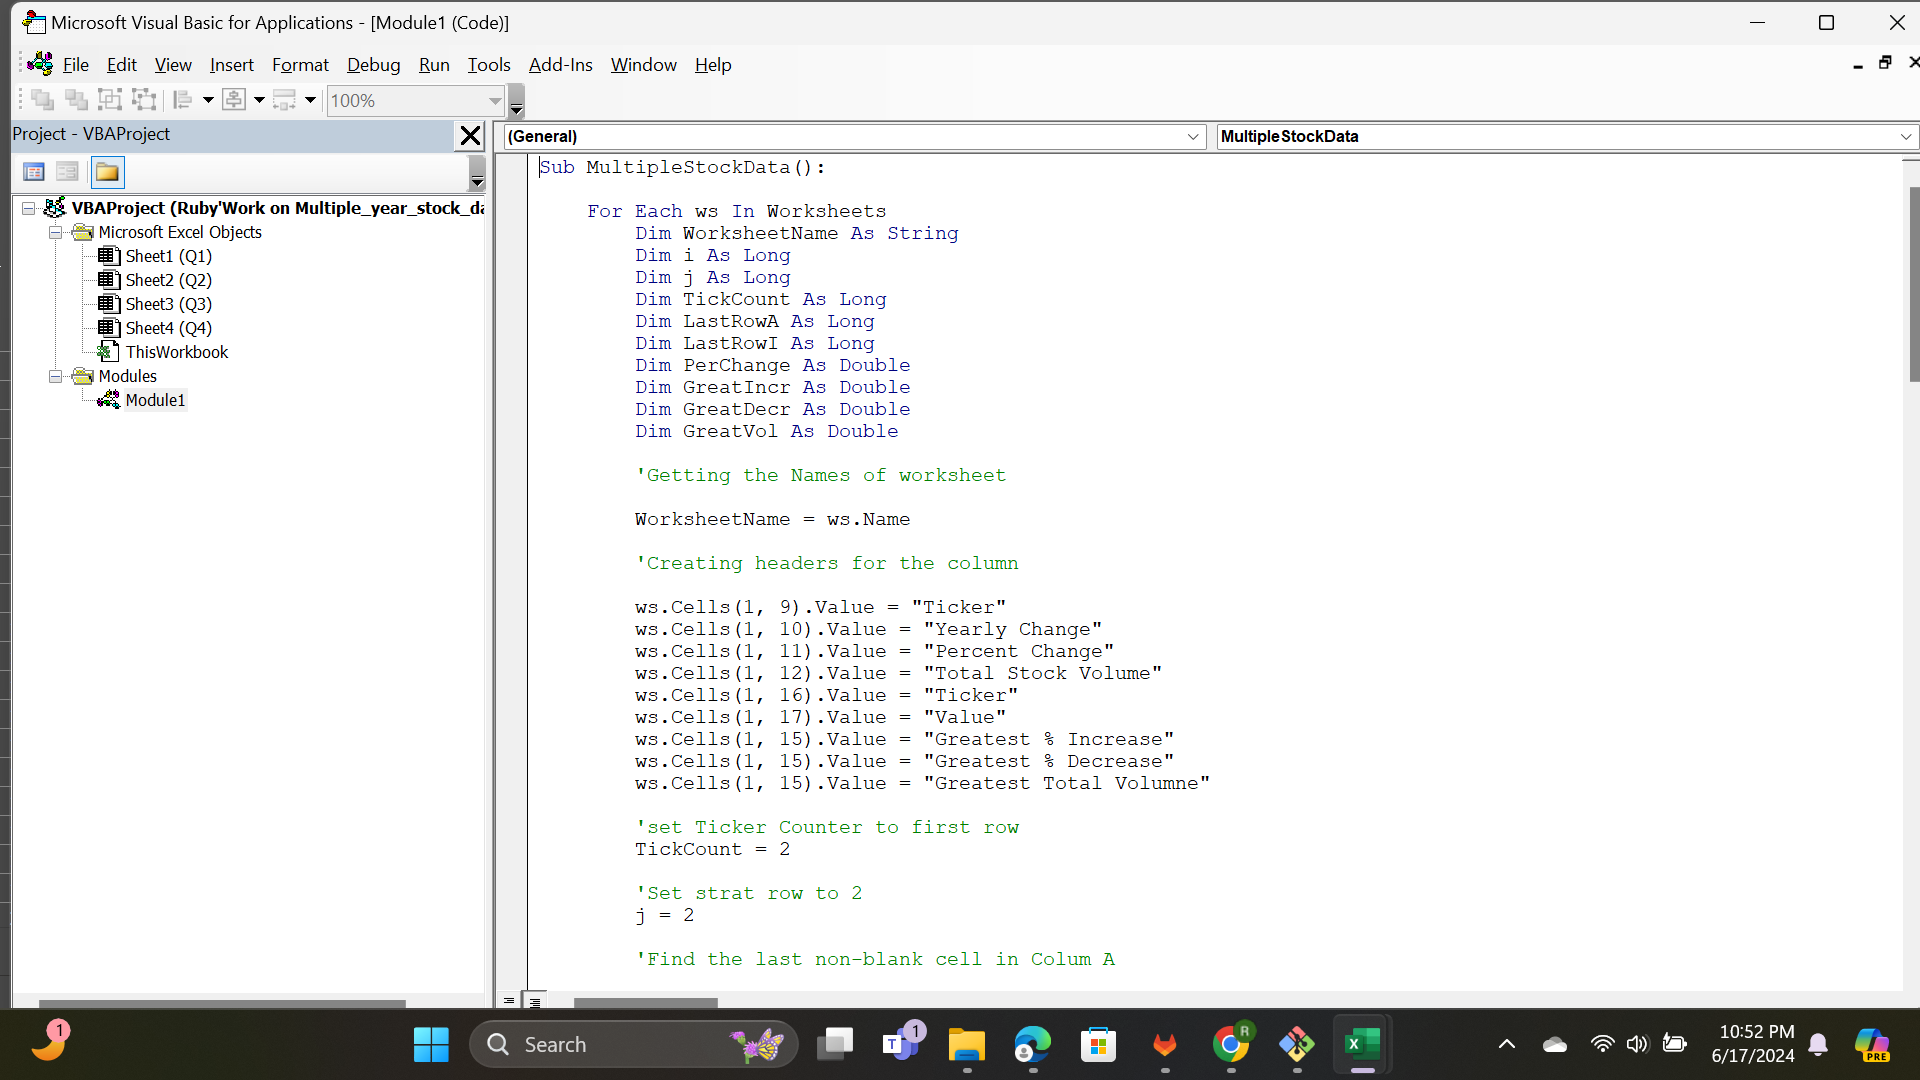 Microsoft Visual Basic for Applications - [Module1 (Code)]
File Edit View Insert Format Debug Run Tools Add-Ins Window Help
100%
Project - VBAProject
(General)
MultipleStockData
VBAProject (Ruby'Work on Multiple_year_stock_da
Microsoft Excel Objects
Sheet1 (Q1)
Sheet2 (Q2)
Sheet3 (Q3)
Sheet4 (Q4)
ThisWorkbook
Modules
Module1
Sub MultipleStockData():
For Each ws In Worksheets
Dim WorksheetName As String
Dim i As Long
Dim j As Long
Dim TickCount As Long
Dim LastRowA As Long
Dim LastRowI As Long
Dim PerChange As Double
Dim GreatIncr As Double
Dim GreatDecr As Double
Dim GreatVol As Double
'Getting the Names of worksheet
WorksheetName = ws.Name
'Creating headers for the column
ws.Cells(1, 9).Value = "Ticker"
ws.Cells(1, 10).Value = "Yearly Change"
ws.Cells(1, 11).Value = "Percent Change"
ws.Cells(1, 12).Value = "Total Stock Volume"
ws.Cells(1, 16).Value = "Ticker"
ws.Cells(1, 17).Value = "Value"
ws.Cells(1, 15).Value = "Greatest % Increase"
ws.Cells(1, 15).Value = "Greatest % Decrease"
ws.Cells(1, 15).Value = "Greatest Total Volumne"
'set Ticker Counter to first row
TickCount = 2
'Set strat row to 2
j = 2
'Find the last non-blank cell in Colum A
1
Search
1
R
10:52 PM
6/17/2024
PRE